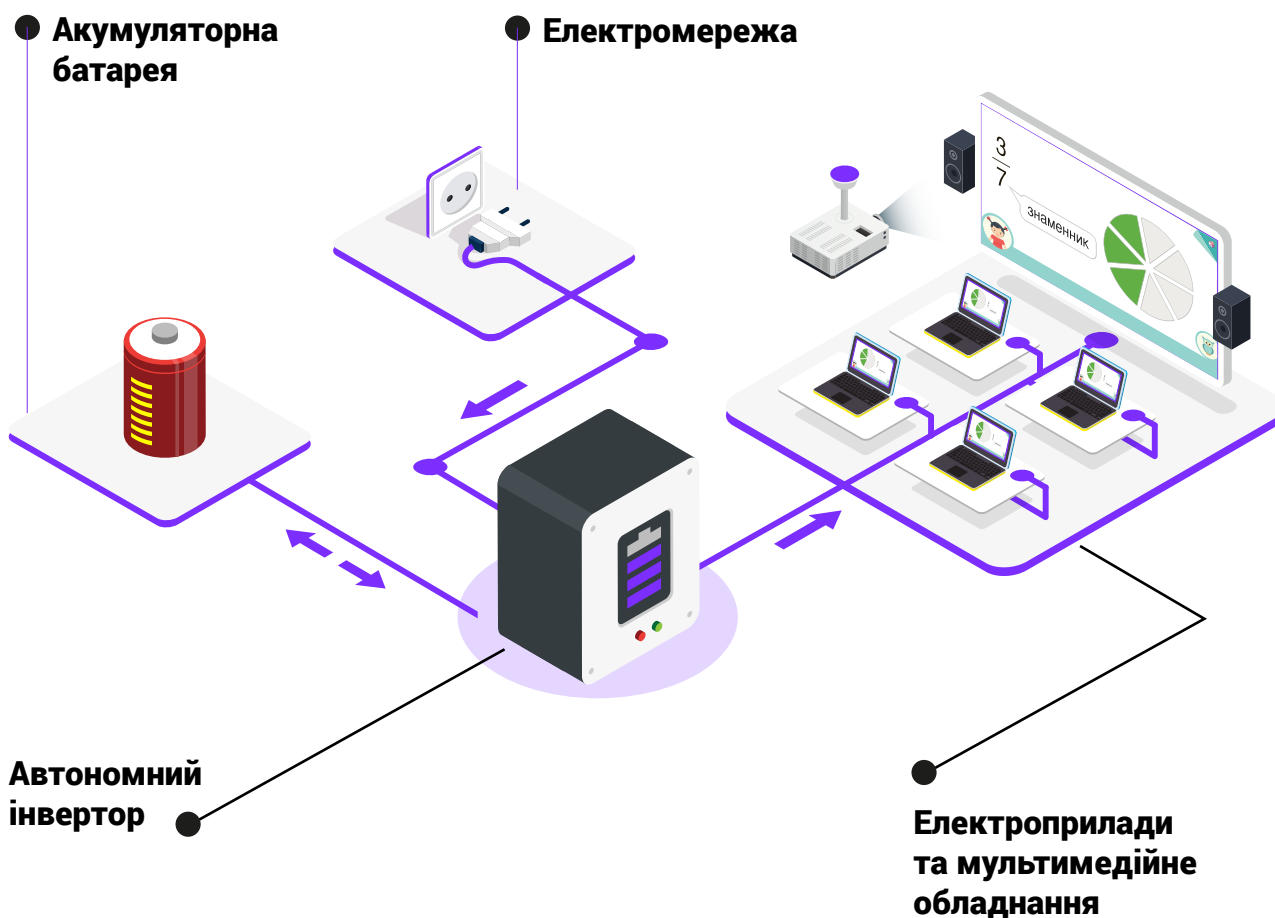 Акумуляторна
батарея
Електромережа
3
7
знаменник
Автономний
інвертор
Електроприлади
та мультимедійне
обладнання